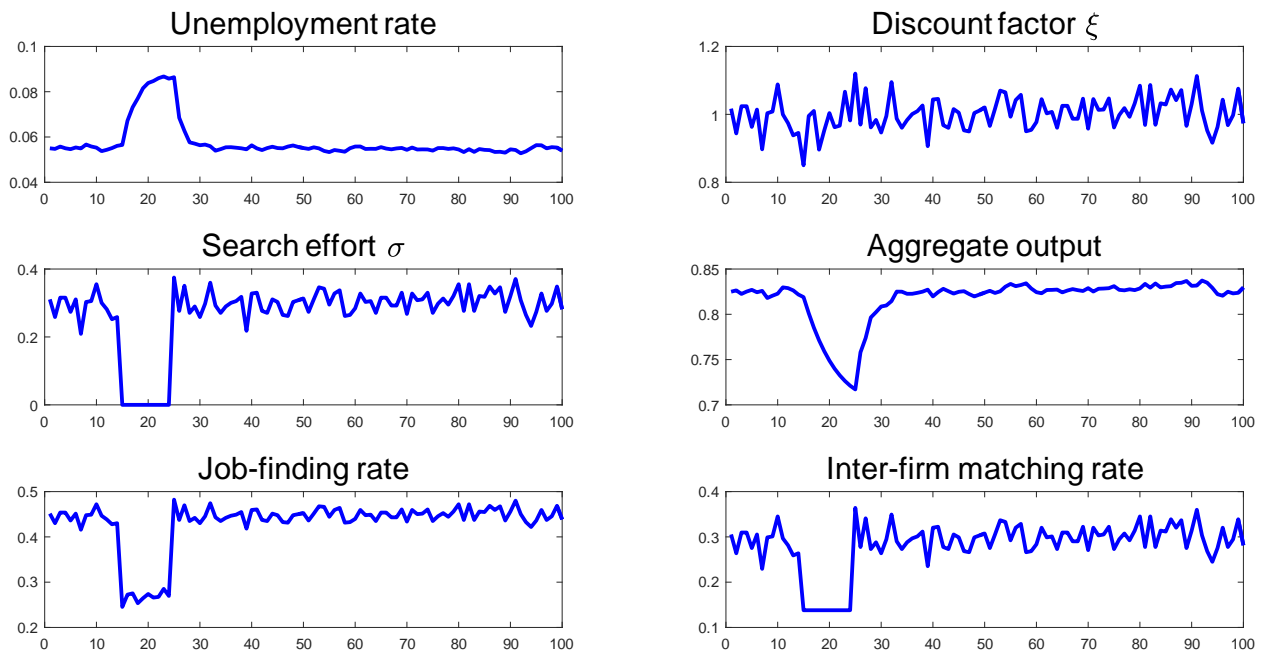 Unemployment rate
0.1
0.08
0.06
0.04
0 10 20 30 40 50 60 70 80 90 100
Discount factor ξ
1.2
1
0.8
0 10 20 30 40 50 60 70 80 90 100
Search effort σ
0.4
0.2
0
0 10 20 30 40 50 60 70 80 90 100
Aggregate output
0.85
0.8
0.75
0.7
0 10 20 30 40 50 60 70 80 90 100
Job-finding rate
0.5
0.4
0.3
0.2
0 10 20 30 40 50 60 70 80 90 100
Inter-firm matching rate
0.4
0.3
0.2
0.1
0 10 20 30 40 50 60 70 80 90 100